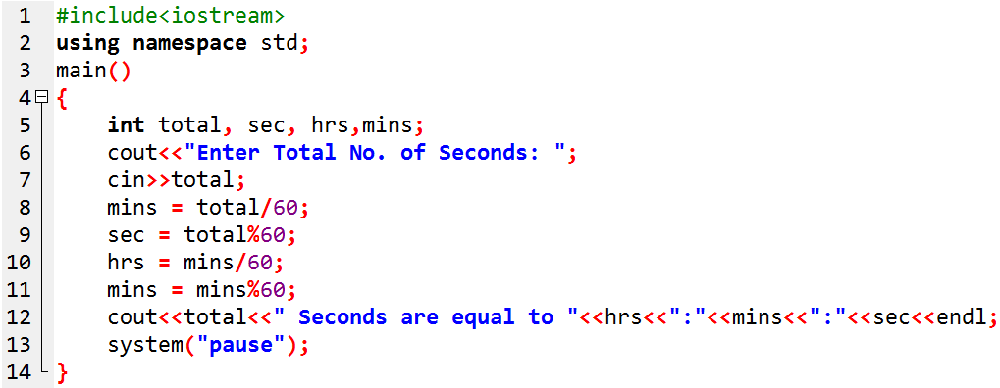 1 #include<iostream>
2 using namespace std;
3 main()
4 {
5 int total, sec, hrs,mins;
6 cout<<"Enter Total No. of Seconds: ";
7 cin>>total;
8 mins = total/60;
9 sec = total%60;
10 hrs = mins/60;
11 mins = mins%60;
12 cout<<total<<" Seconds are equal to "<<hrs<<":"<<mins<<":"<<sec<<endl;
13 system("pause");
14 }